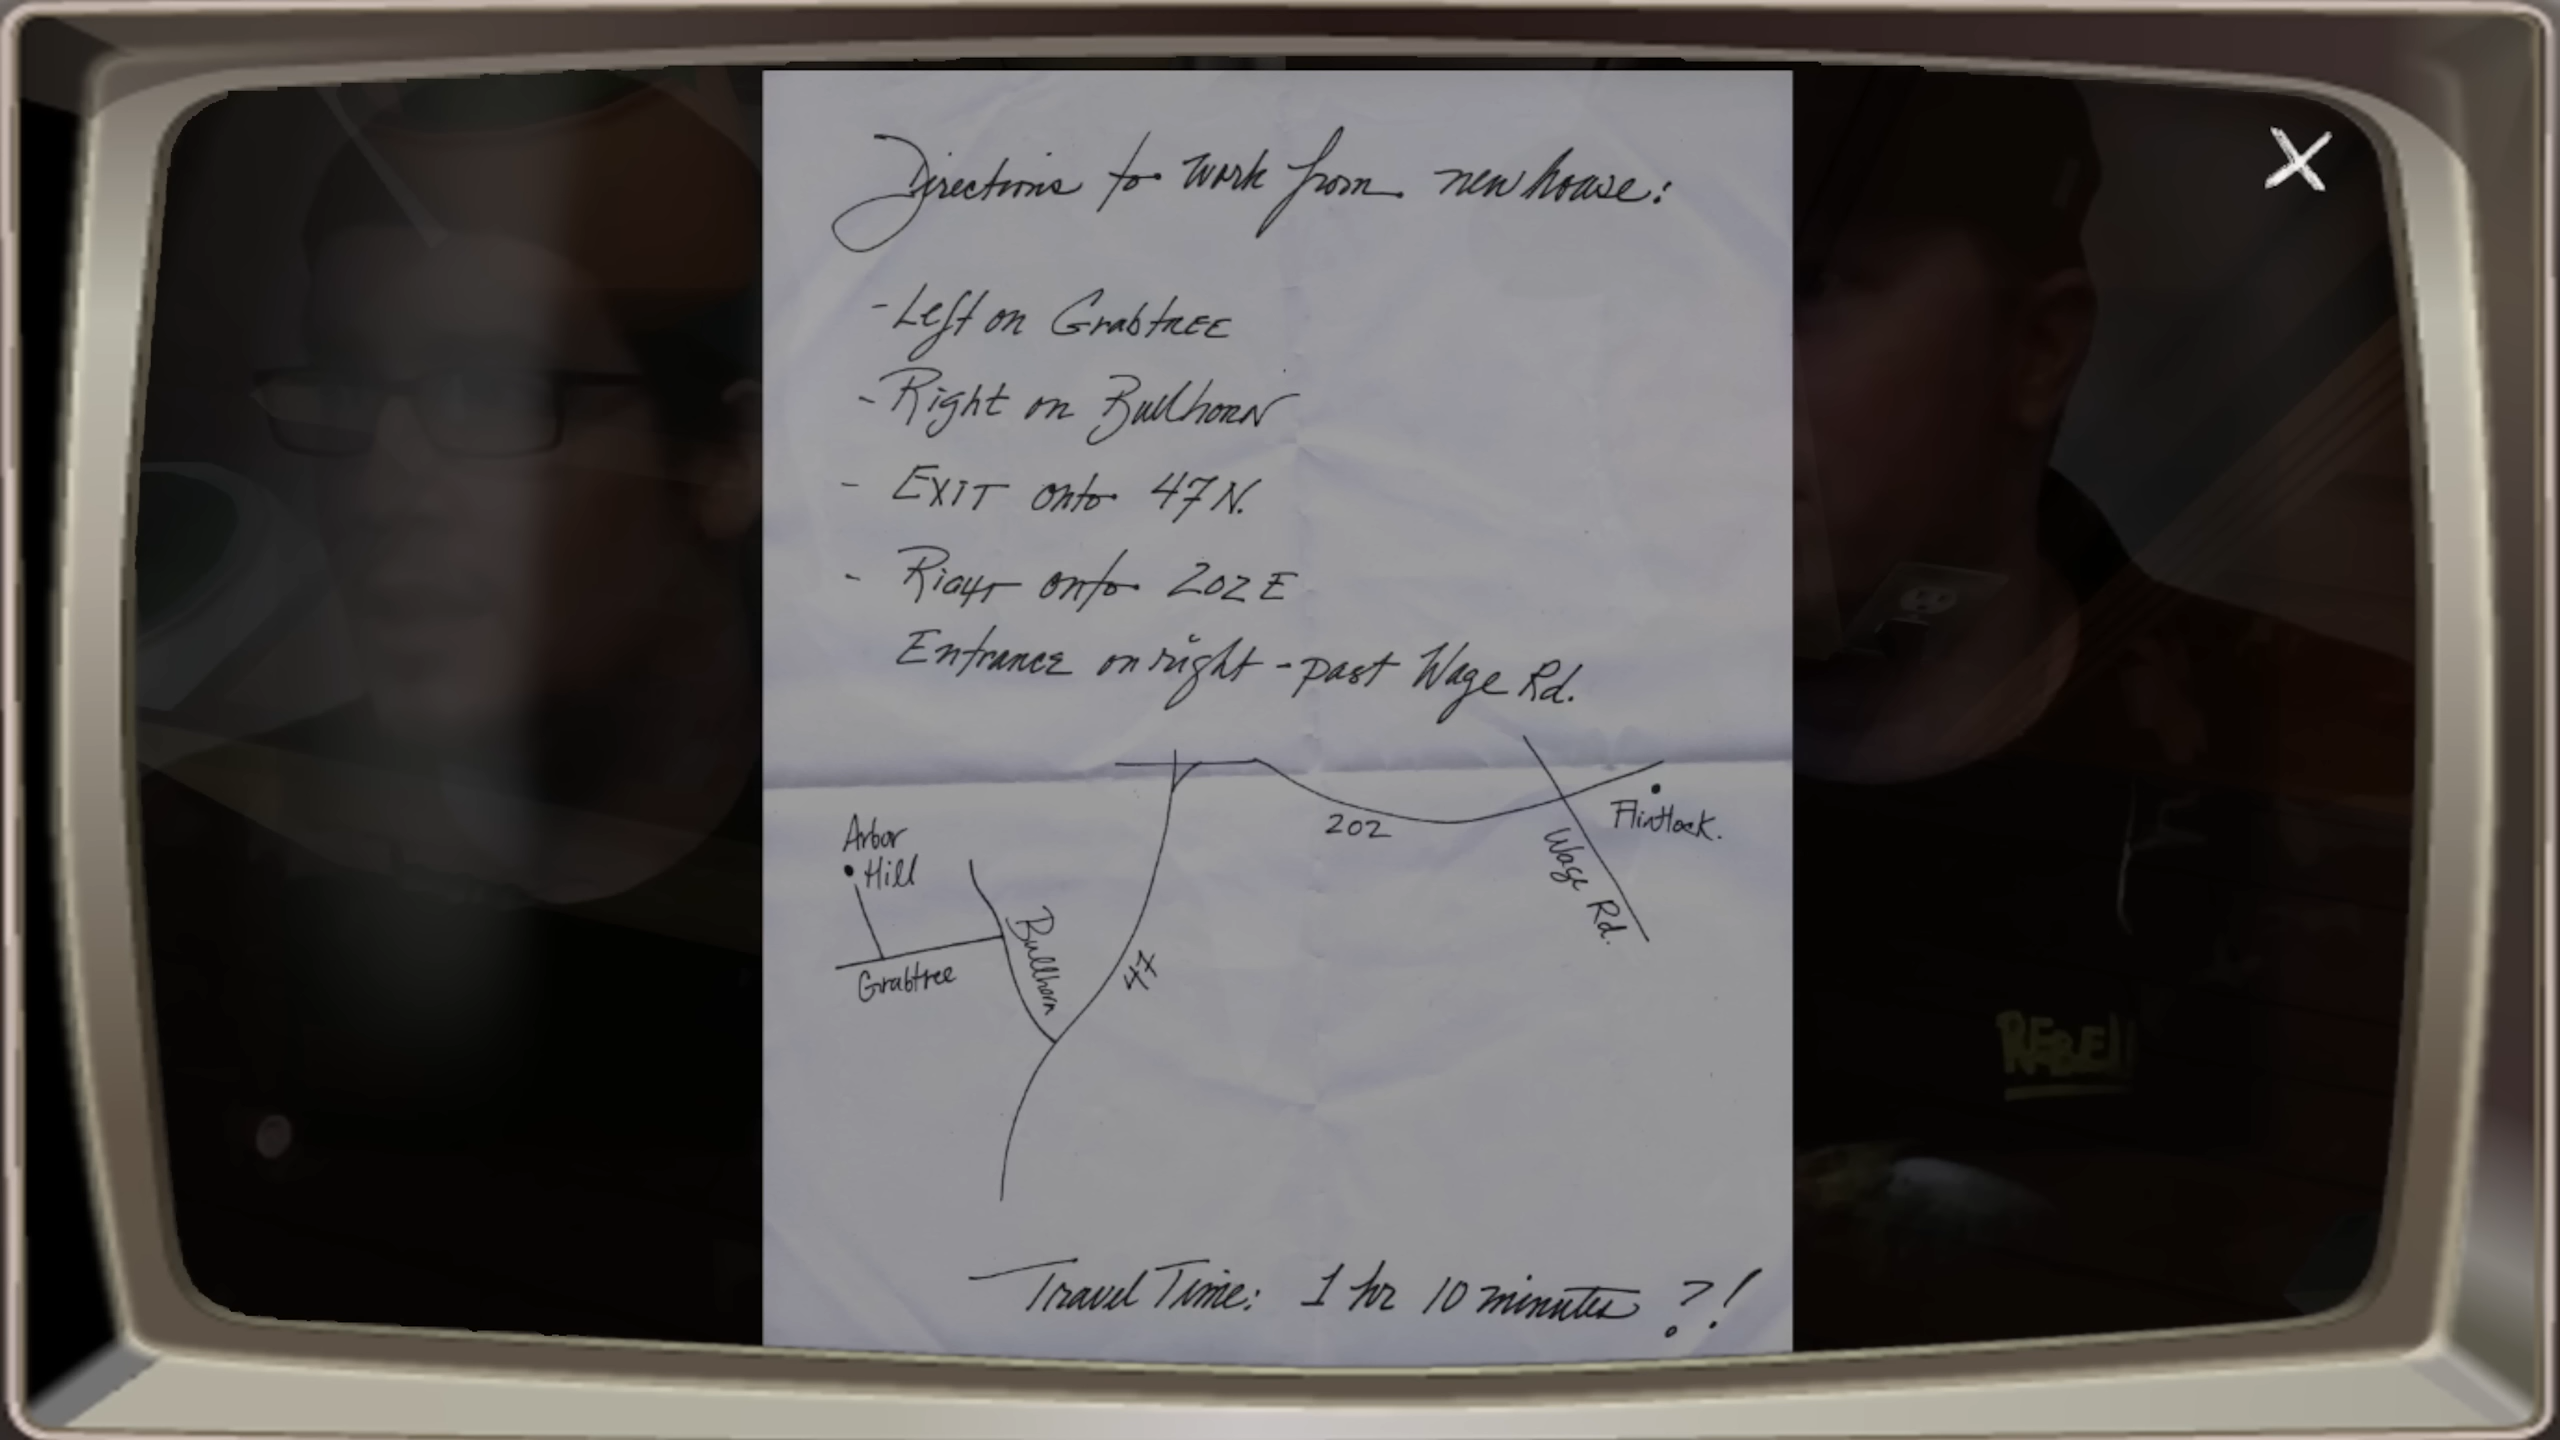 Directions to work from new house:
- Left on Grabtree
- Right on Bullhorn
- Exit onto 47 N.
- Right onto 202 E
Entrance on right - past Wage Rd.
202
Flintlock.
Wage Rd.
Arbor
Hill
Bullhorn
47
Grabtree
Travel Time: 1 hr 10 minutes ?!
REBEL